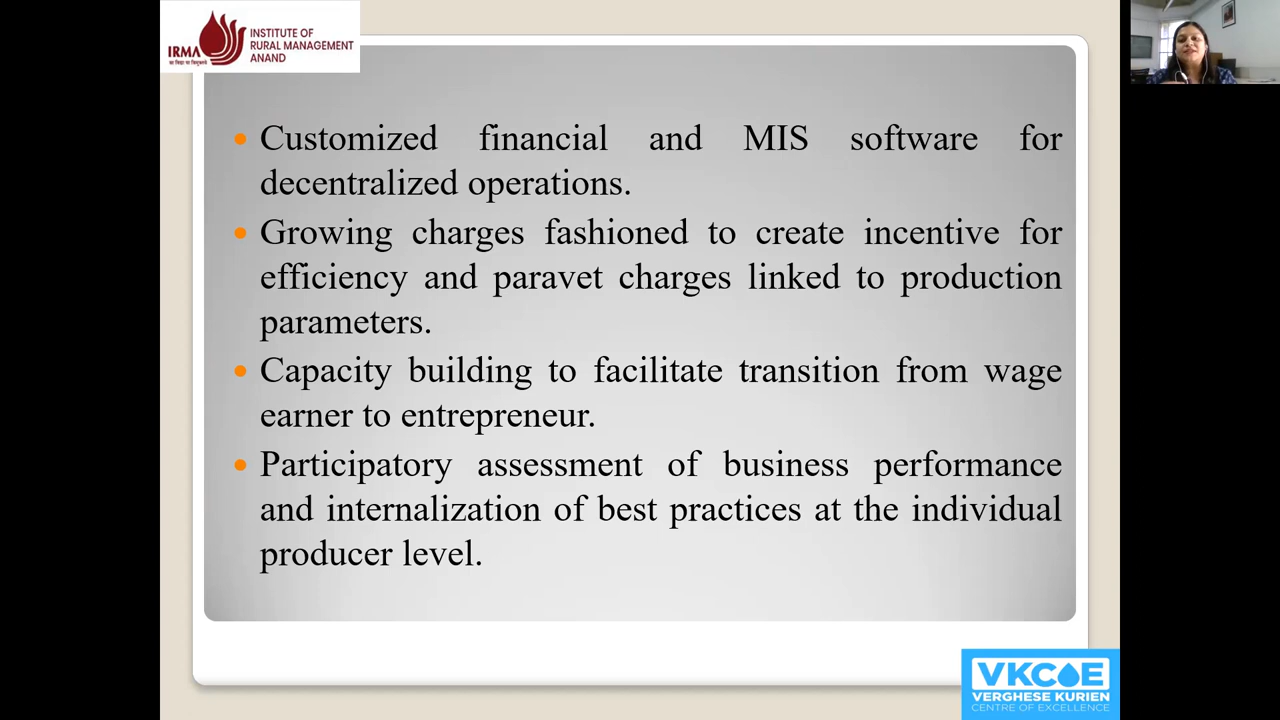 IRMA
INSTITUTE OF
RURAL MANAGEMENT
ANAND
Customized financial and MIS software for
decentralized operations.
Growing charges fashioned to create incentive for
efficiency and paravet charges linked to production
parameters.
Capacity building to facilitate transition from wage
earner to entrepreneur.
Participatory assessment of business performance
and internalization of best practices at the individual
producer level.
VKCOE
VERGHESE KURIEN
CENTRE OF EXCELLENCE